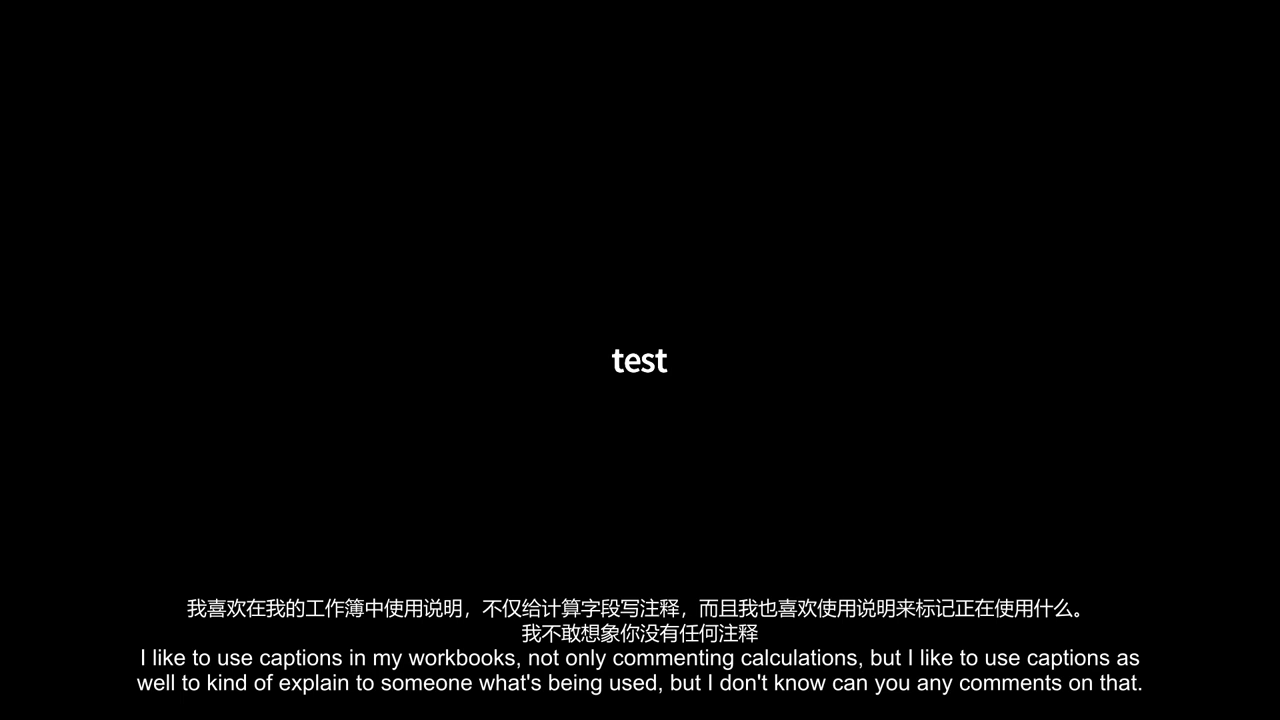 test
我喜欢在我的工作簿中使用说明，不仅给计算字段写注释，而且我也喜欢使用说明来标记正在使用什么。
我不敢想象你没有任何注释
I like to use captions in my workbooks, not only commenting calculations, but I like to use captions as
well to kind of explain to someone what's being used, but I don't know can you any comments on that.